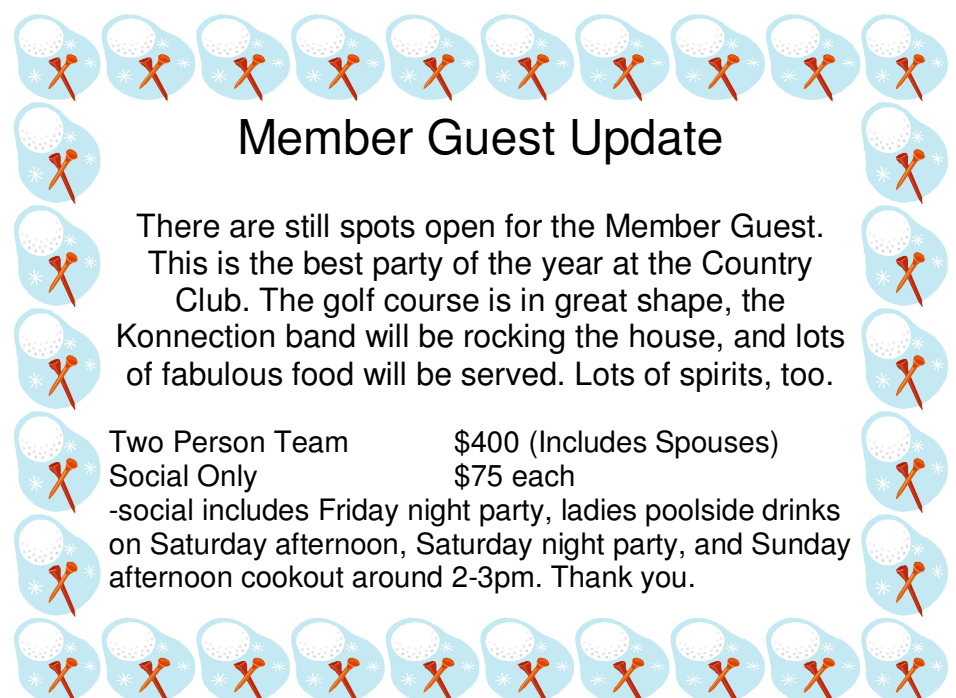 Member Guest Update
There are still spots open for the Member Guest.
This is the best party of the year at the Country
Club. The golf course is in great shape, the
Konnection band will be rocking the house, and lots
of fabulous food will be served. Lots of spirits, too.
Two Person Team $400 (Includes Spouses)
Social Only $75 each
-social includes Friday night party, ladies poolside drinks
on Saturday afternoon, Saturday night party, and Sunday
afternoon cookout around 2-3pm. Thank you.